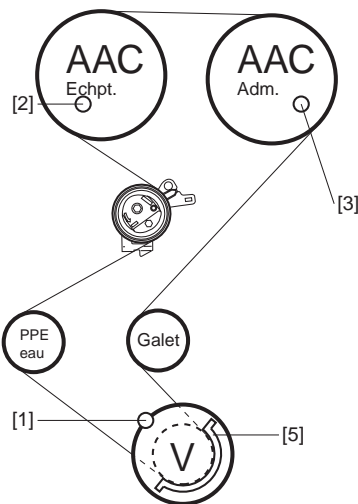 AAC
Echpt.
AAC
Adm.
[2]
[3]
PPE
eau
Galet
[1]
[5]
V